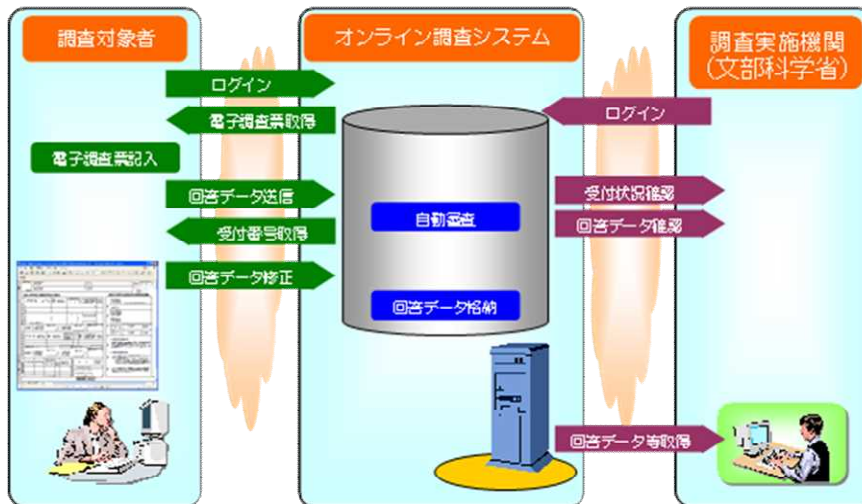 調査対象者
オンライン調査システム
調査実施機関
(文部科学省)
ログイン
電子調査票取得
電子調査票記入
回答データ送信
受付番号取得
回答データ修正
自動審査
回答データ格納
ログイン
受付状況確認
回答データ確認
回答データ等取得